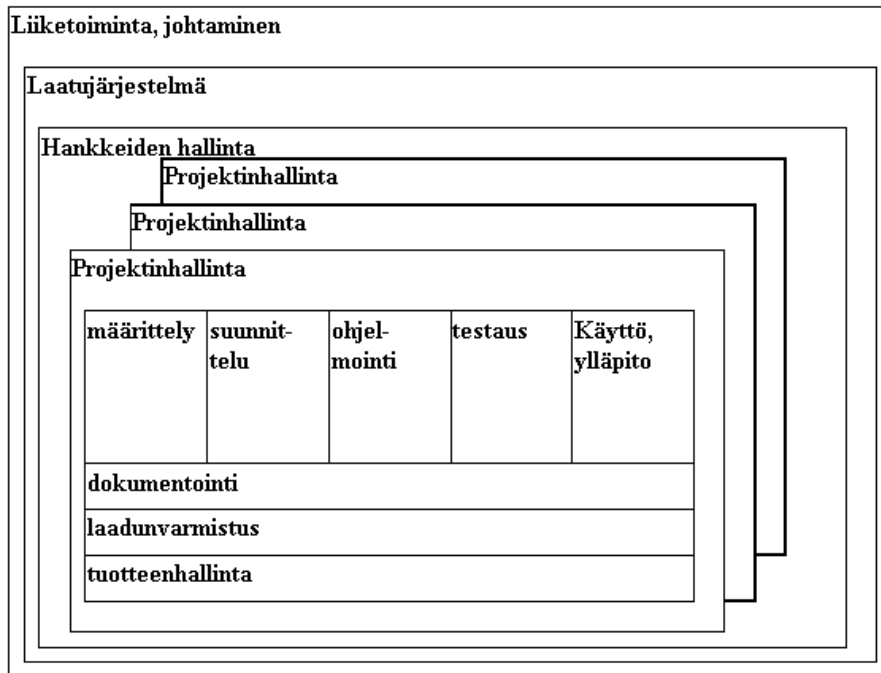 Liiketoiminta, johtaminen
Laatujärjestelmä
Hankkeiden hallinta
Projektinhallinta
Projektinhallinta
Projektinhallinta
määrittely
suunnit-
telu
ohjel-
mointi
testaus
Käyttö,
ylläpito
dokumentointi
laadunvarmistus
tuotteenhallinta